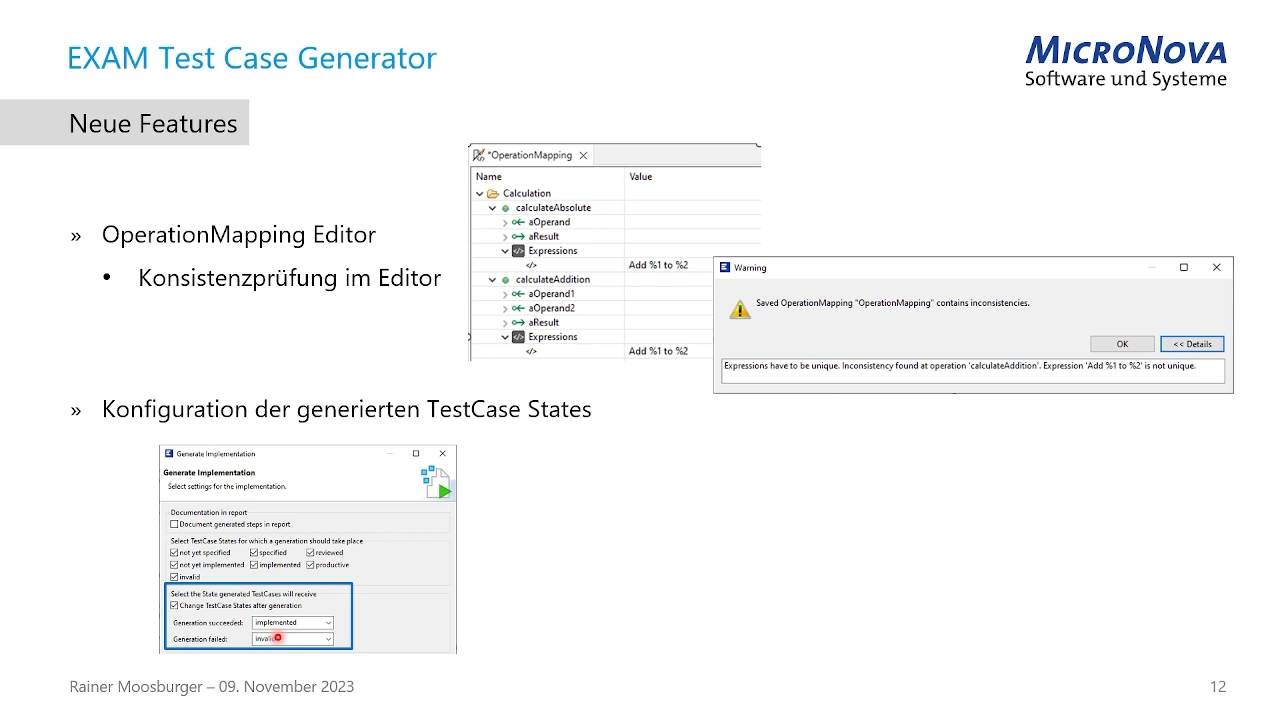 EXAM Test Case Generator
MICRONOVA
Software und Systeme
Neue Features
» OperationMapping Editor
• Konsistenzprüfung im Editor
*OperationMapping
Name Value
Calculation
calculateAbsolute
aOperand
aResult
Expressions
</> Add %1 to %2
calculateAddition
aOperand1
aOperand2
aResult
Expressions
</> Add %1 to %2
Warning
Saved OperationMapping "OperationMapping" contains inconsistencies.
OK << Details
Expressions have to be unique. Inconsistency found at operation 'calculateAddition'. Expression 'Add %1 to %2' is not unique.
» Konfiguration der generierten TestCase States
Generate Implementation
Generate Implementation
Select settings for the implementation.
Documentation in report
Document generated steps in report
Select TestCase States for which a generation should take place
not yet specified specified reviewed
not yet implemented implemented productive
invalid
Select the State generated TestCases will receive
Change TestCase States after generation
Generation succeeded: implemented
Generation failed: invalid
Rainer Moosburger – 09. November 2023
12